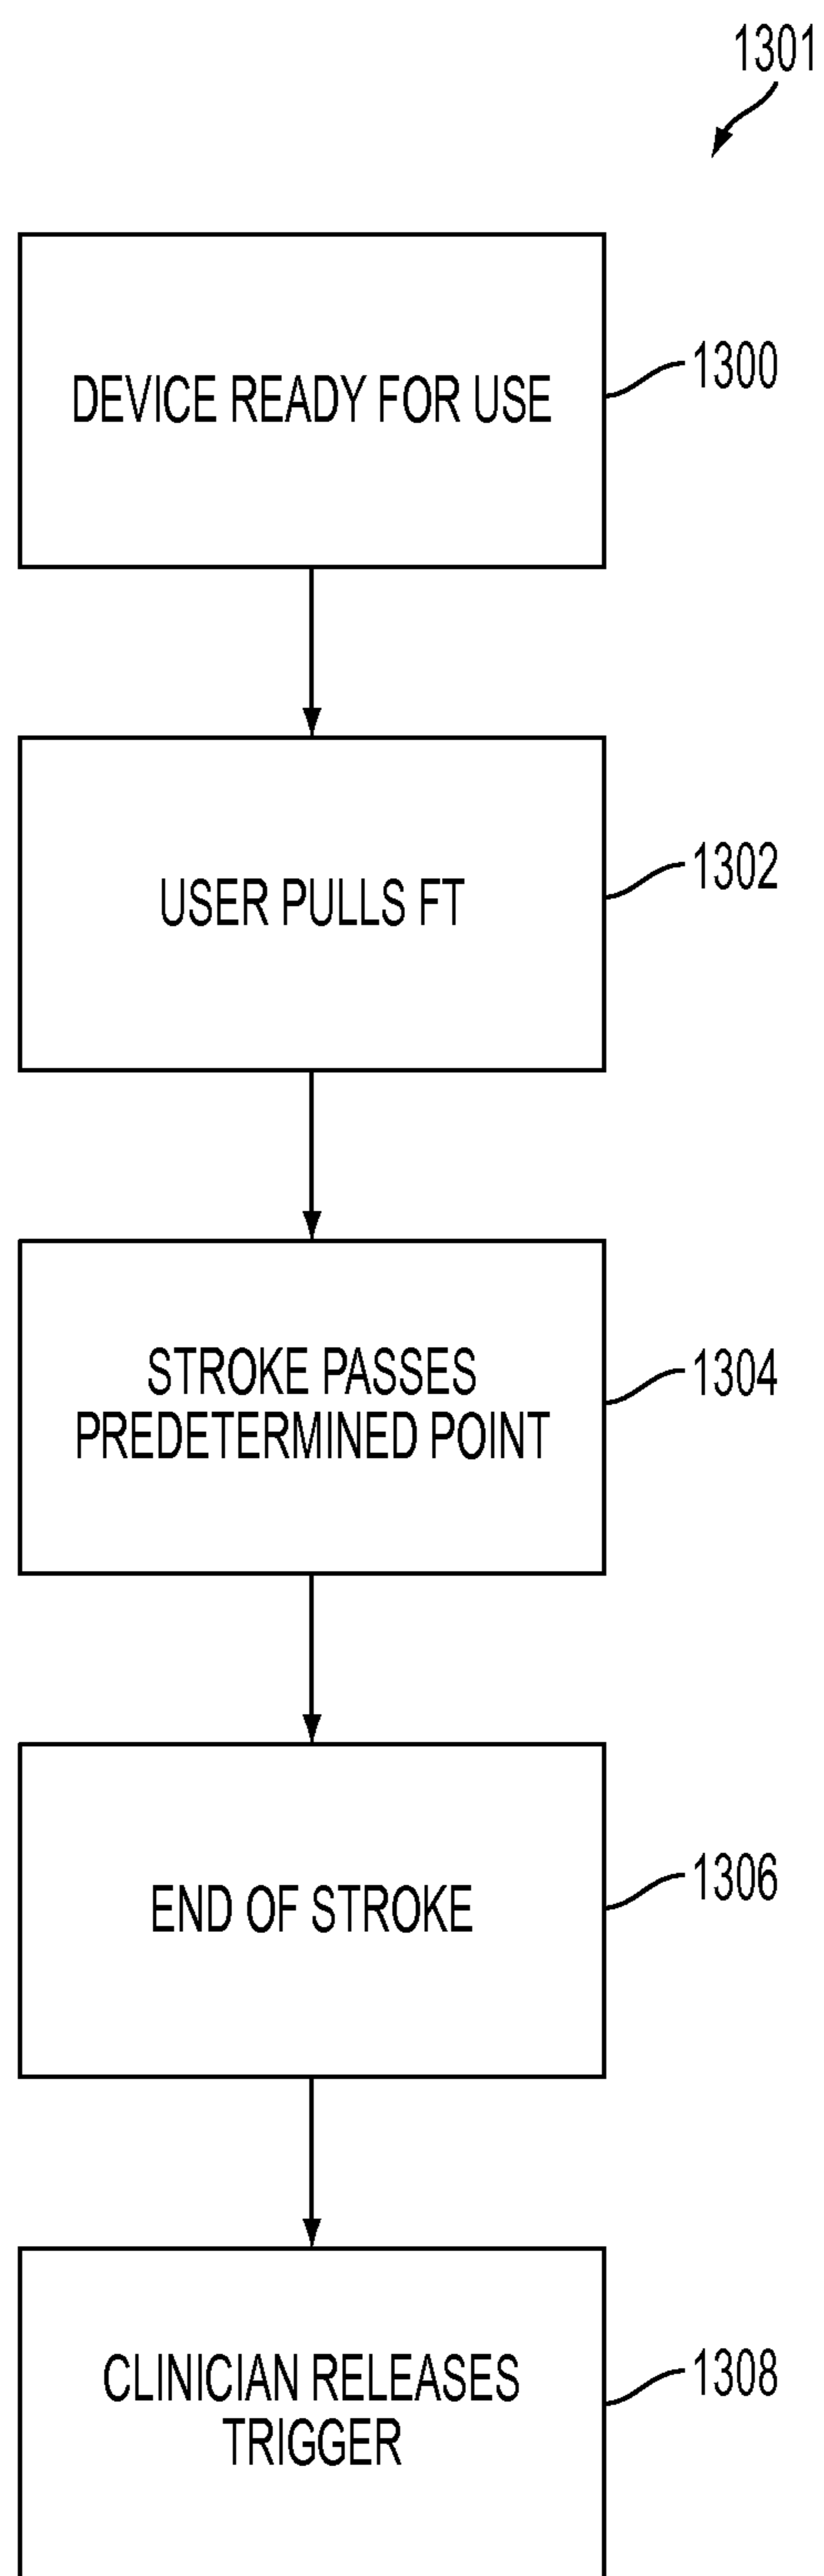 1301
DEVICE READY FOR USE
1300
USER PULLS FT
1302
STROKE PASSES
PREDETERMINED POINT
1304
END OF STROKE
1306
CLINICIAN RELEASES
TRIGGER
1308